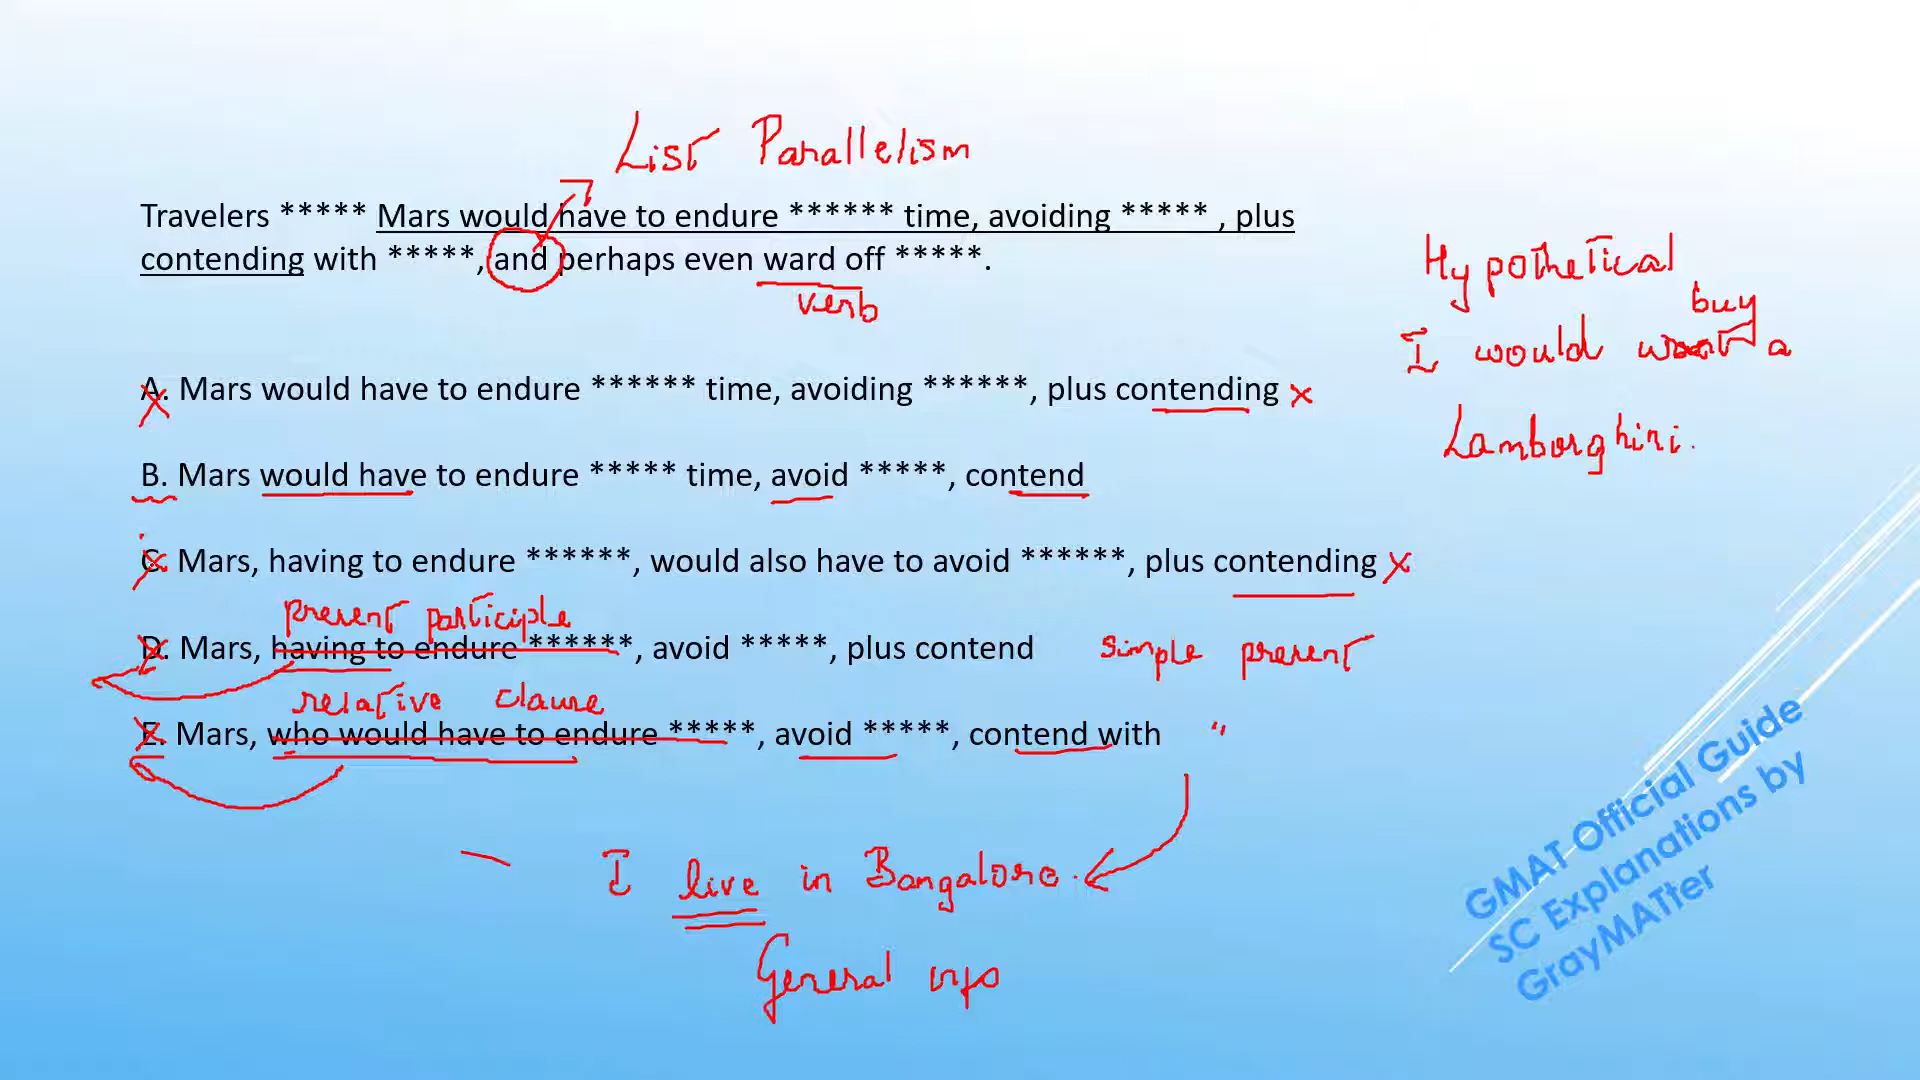 List Parallelism
Travelers ***** Mars would have to endure ****** time, avoiding ***** , plus
contending with *****, and perhaps even ward off *****.
verb
Hypothetical
buy
I would want a
Lamborghini.
A. Mars would have to endure ****** time, avoiding ******, plus contending x
B. Mars would have to endure ***** time, avoid *****, contend
C. Mars, having to endure ******, would also have to avoid ******, plus contending x
present participle
D. Mars, having to endure ******, avoid *****, plus contend simple present
relative clause
E. Mars, who would have to endure *****, avoid *****, contend with "
I live in Bangalore.
General info
GMAT Official Guide
SC Explanations by
GrayMATter